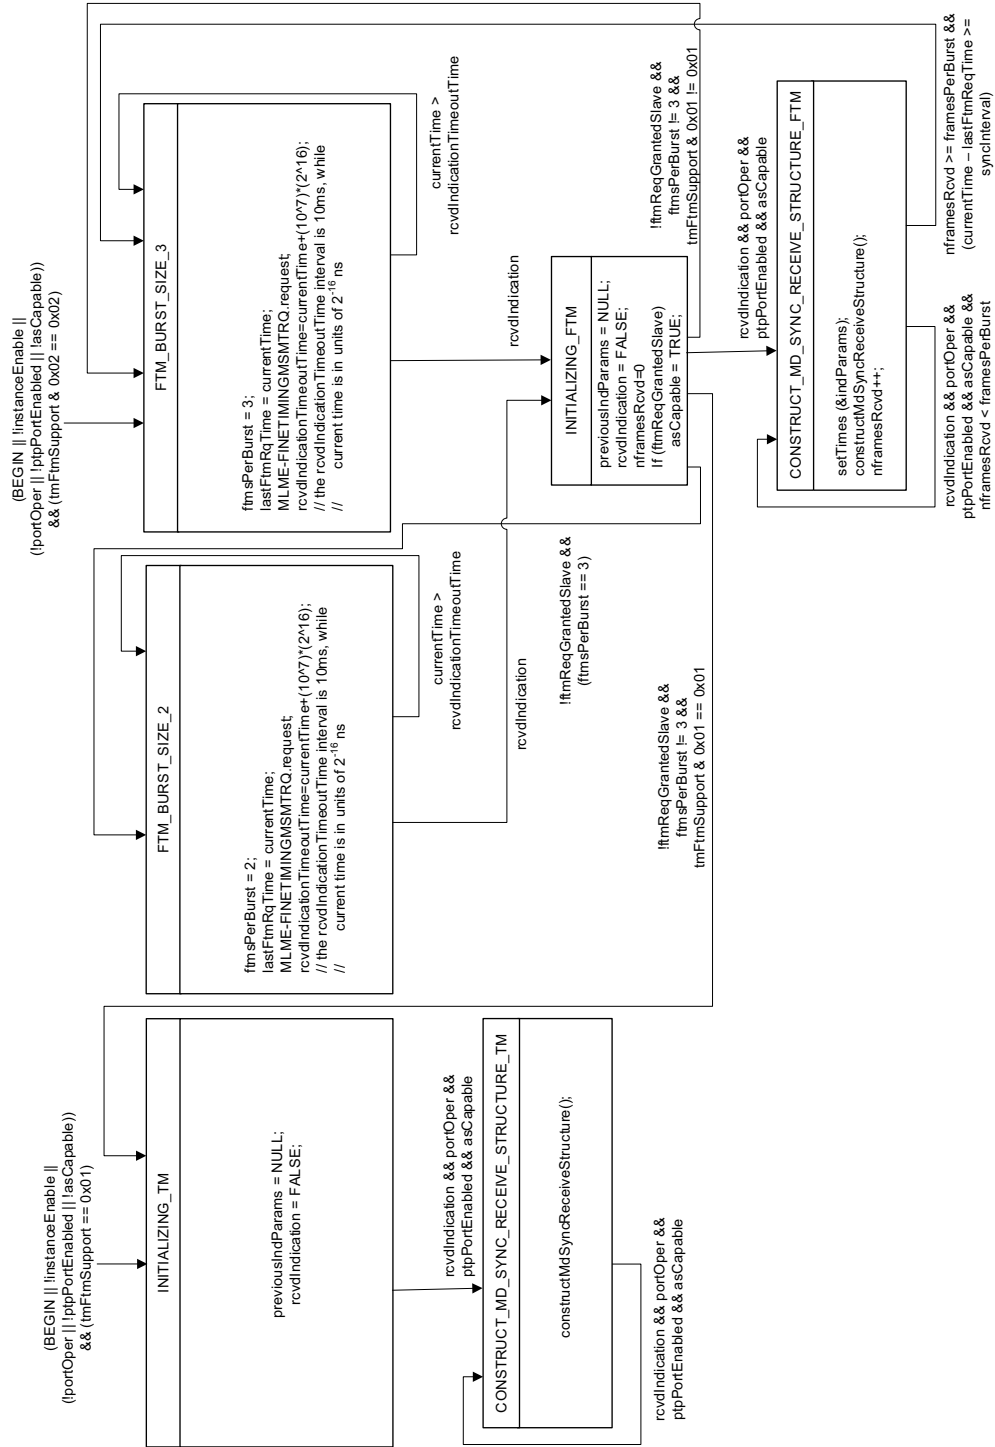 (BEGIN || !instanceEnable ||
(!portOper || !ptpPortEnabled || !asCapable))
&& (tmFtmSupport == 0x01)
INITIALIZING_TM
previousIndParams = NULL;
rcvdIndication = FALSE;
rcvdIndication && portOper &&
ptpPortEnabled && asCapable
CONSTRUCT_MD_SYNC_RECEIVE_STRUCTURE_TM
constructMdSyncReceiveStructure();
rcvdIndication && portOper &&
ptpPortEnabled && asCapable
FTM_BURST_SIZE_2
ftmsPerBurst = 2;
lastFtmRqTime = currentTime;
MLME-FINETIMINGMSMTRQ.request;
rcvdIndicationTimeoutTime=currentTime+(10^7)*(2^16);
// the rcvdIndicationTimeoutTime interval is 10ms, while
// current time is in units of 2^-16 ns
currentTime >
rcvdIndicationTimeoutTime
rcvdIndication
(BEGIN || !instanceEnable ||
(!portOper || !ptpPortEnabled || !asCapable))
&& (tmFtmSupport & 0x02 == 0x02)
FTM_BURST_SIZE_3
ftmsPerBurst = 3;
lastFtmRqTime = currentTime;
MLME-FINETIMINGMSMTRQ.request;
rcvdIndicationTimeoutTime=currentTime+(10^7)*(2^16);
// the rcvdIndicationTimeoutTime interval is 10ms, while
// current time is in units of 2^-16 ns
currentTime >
rcvdIndicationTimeoutTime
rcvdIndication
INITIALIZING_FTM
previousIndParams = NULL;
rcvdIndication = FALSE;
nframesRcvd=0
If (ftmReqGrantedSlave)
asCapable = TRUE;
!ftmReqGrantedSlave &&
(ftmsPerBurst == 3)
!ftmReqGrantedSlave &&
ftmsPerBurst != 3 &&
tmFtmSupport & 0x01 == 0x01
!ftmReqGrantedSlave &&
ftmsPerBurst != 3 &&
tmFtmSupport & 0x01 != 0x01
rcvdIndication && portOper &&
ptpPortEnabled && asCapable
CONSTRUCT_MD_SYNC_RECEIVE_STRUCTURE_FTM
setTimes (&indParams);
constructMdSyncReceiveStructure();
nframesRcvd++;
rcvdIndication && portOper &&
ptpPortEnabled && asCapable &&
nframesRcvd < framesPerBurst
nframesRcvd >= framesPerBurst &&
(currentTime – lastFtmReqTime >=
syncInterval)